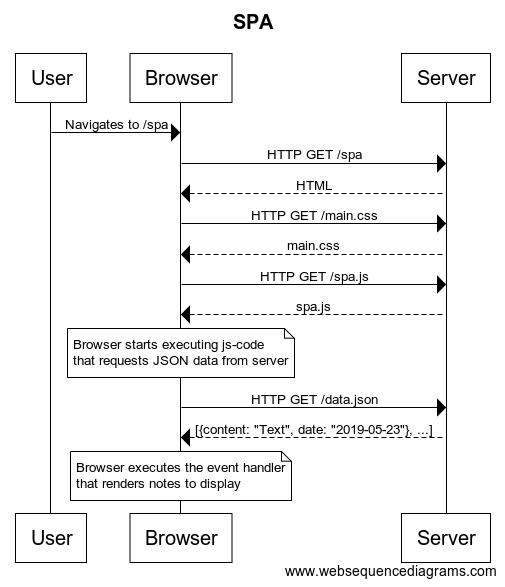 SPA
User
Browser
Server
Navigates to /spa
HTTP GET /spa
HTML
HTTP GET /main.css
main.css
HTTP GET /spa.js
spa.js
Browser starts executing js-code
that requests JSON data from server
HTTP GET /data.json
[{content: "Text", date: "2019-05-23"}, ...]
Browser executes the event handler
that renders notes to display
User
Browser
Server
www.websequencediagrams.com